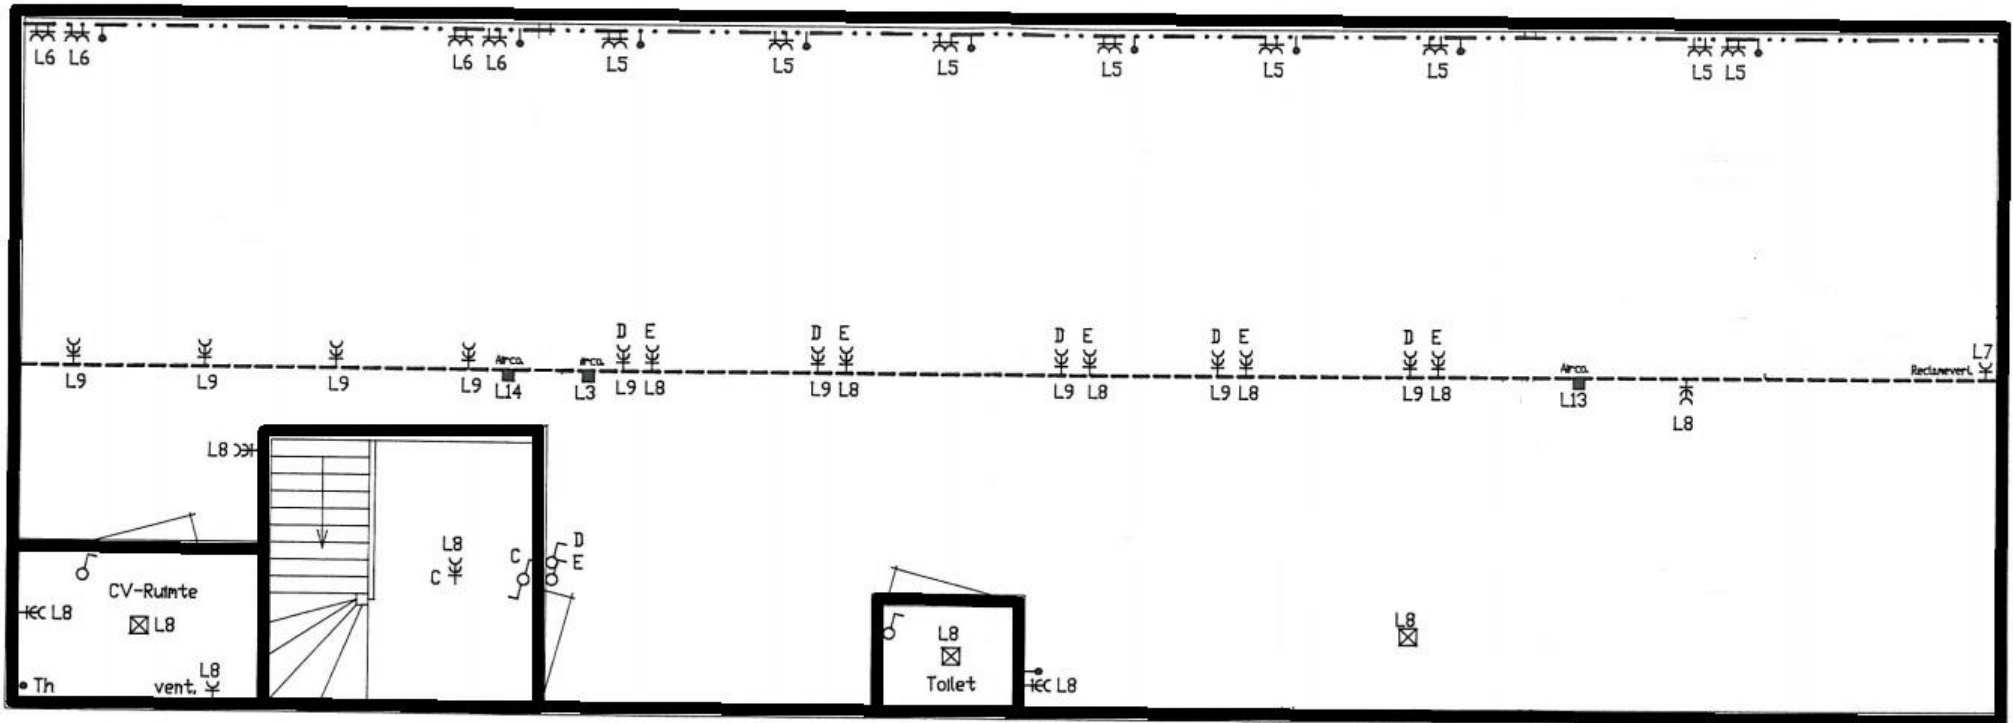 L6 L6 L6 L6 L5 L5 L5 L5 L5 L5 L5 L5
D E D E D E D E D E L7
Airco. Airco. Airco. Reclameverl.
L9 L9 L9 L9 L14 L3 L9 L8 L9 L8 L9 L8 L9 L8 L9 L8 L13 L8
L8
L8 C D
C E
CV-Ruimte
L8 L8 L8
L8 L8
Th vent. Toilet L8